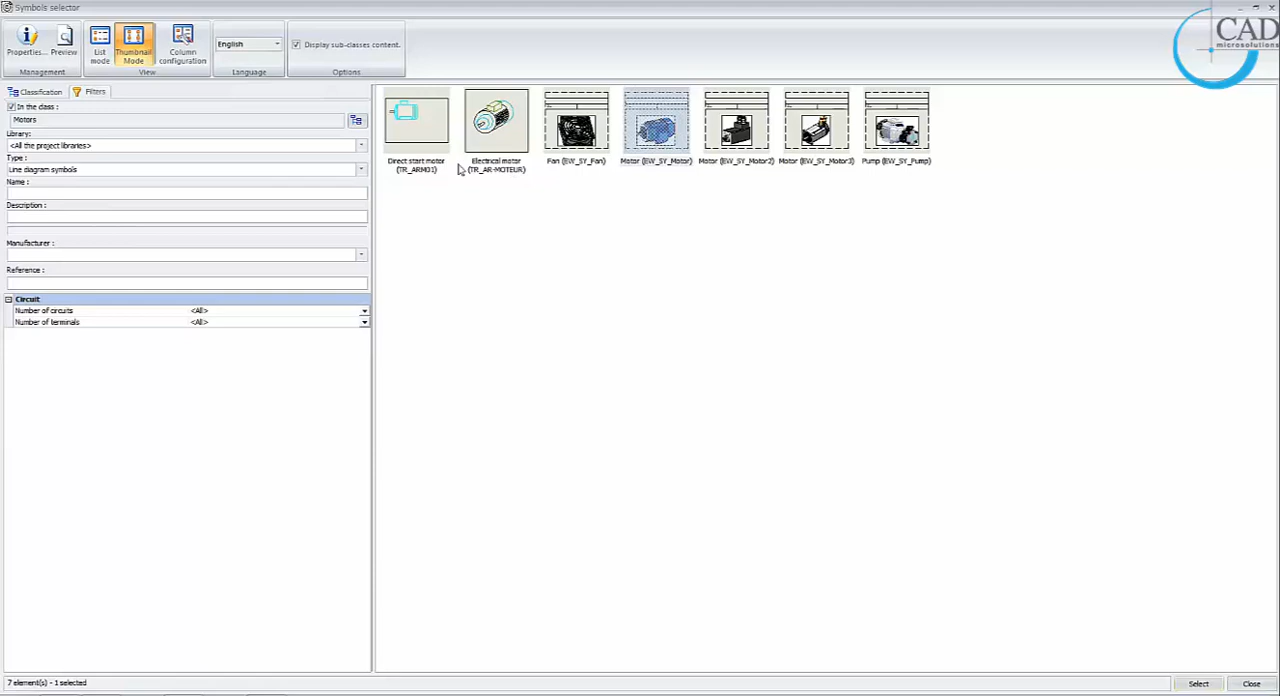 Symbols selector
Properties... Preview
List mode
Thumbnail Mode
Column configuration
English
Display sub-classes content.
Management View Language Options
CAD
microsolutions
Classification Filters
In the class :
Motors
Library:
<All the project libraries>
Type :
Line diagram symbols
Name :
Description :
Manufacturer :
Reference :
Circuit
Number of circuits <All>
Number of terminals <All>
Direct start motor (TR_ARM01)
Electrical motor (TR_AR-MOTEUR)
Fan (EW_SY_Fan)
Motor (EW_SY_Motor)
Motor (EW_SY_Motor2)
Motor (EW_SY_Motor3)
Pump (EW_SY_Pump)
7 element(s) - 1 selected
Select Close